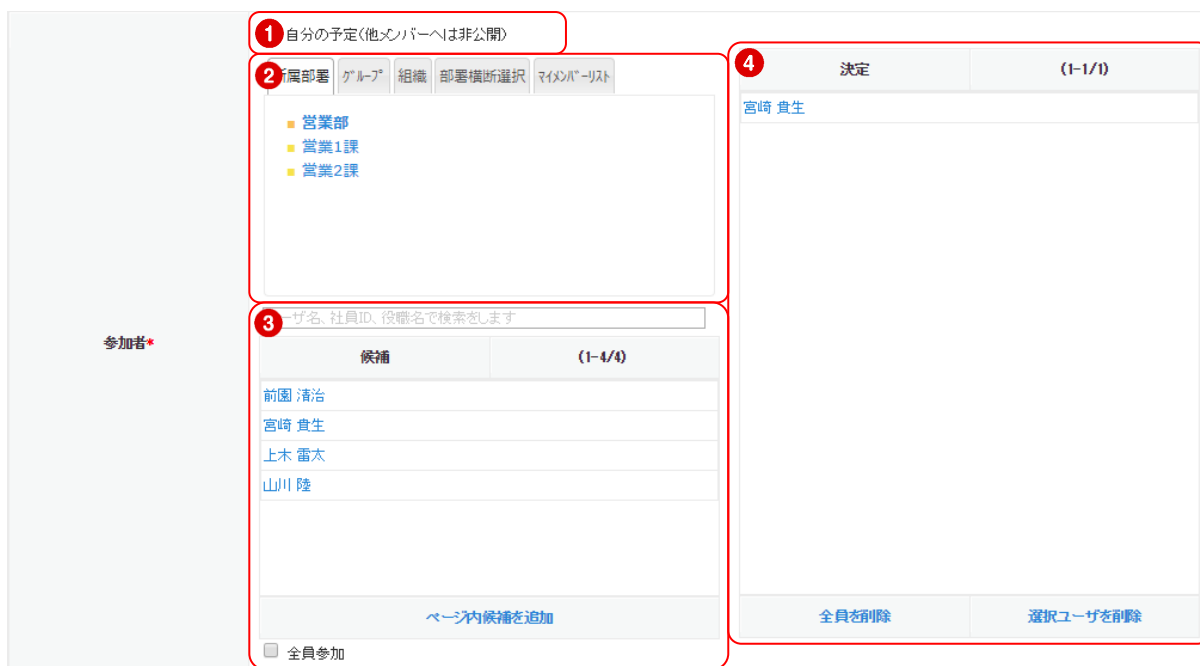 参加者*
1 自分の予定(他メンバーへは非公開)
2 所属部署 グループ 組織 部署横断選択 マイメンバーリスト
営業部
営業1課
営業2課
3 ユーザ名、社員ID、役職名で検索をします
候補 (1-4/4)
前園 清治
宮崎 貴生
上木 雷太
山川 陸
ページ内候補を追加
全員参加
4 決定 (1-1/1)
宮崎 貴生
全員を削除 選択ユーザを削除